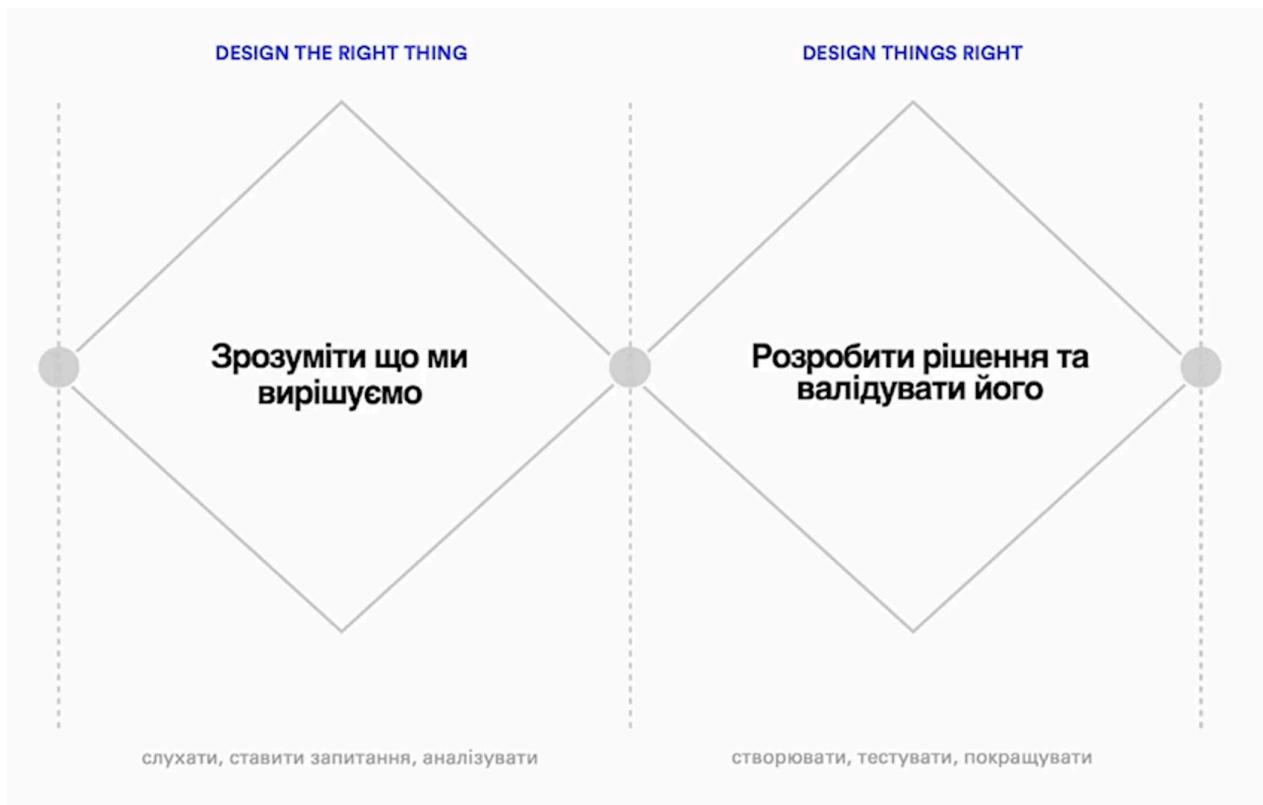 DESIGN THE RIGHT THING
DESIGN THINGS RIGHT
Зрозуміти що ми
вирішуємо
Розробити рішення та
валідувати його
слухати, ставити запитання, аналізувати
створювати, тестувати, покращувати